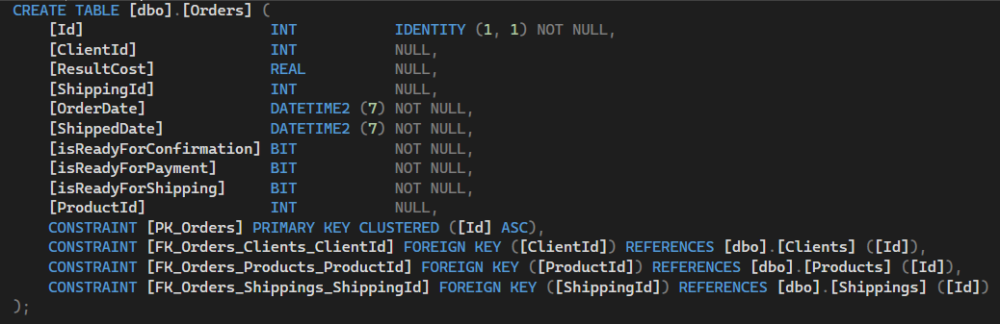 CREATE TABLE [dbo].[Orders] (
    [Id]                     INT           IDENTITY (1, 1) NOT NULL,
    [ClientId]               INT           NULL,
    [ResultCost]             REAL          NULL,
    [ShippingId]             INT           NULL,
    [OrderDate]              DATETIME2 (7) NOT NULL,
    [ShippedDate]            DATETIME2 (7) NOT NULL,
    [isReadyForConfirmation] BIT           NOT NULL,
    [isReadyForPayment]      BIT           NOT NULL,
    [isReadyForShipping]     BIT           NOT NULL,
    [ProductId]              INT           NULL,
    CONSTRAINT [PK_Orders] PRIMARY KEY CLUSTERED ([Id] ASC),
    CONSTRAINT [FK_Orders_Clients_ClientId] FOREIGN KEY ([ClientId]) REFERENCES [dbo].[Clients] ([Id]),
    CONSTRAINT [FK_Orders_Products_ProductId] FOREIGN KEY ([ProductId]) REFERENCES [dbo].[Products] ([Id]),
    CONSTRAINT [FK_Orders_Shippings_ShippingId] FOREIGN KEY ([ShippingId]) REFERENCES [dbo].[Shippings] ([Id])
);